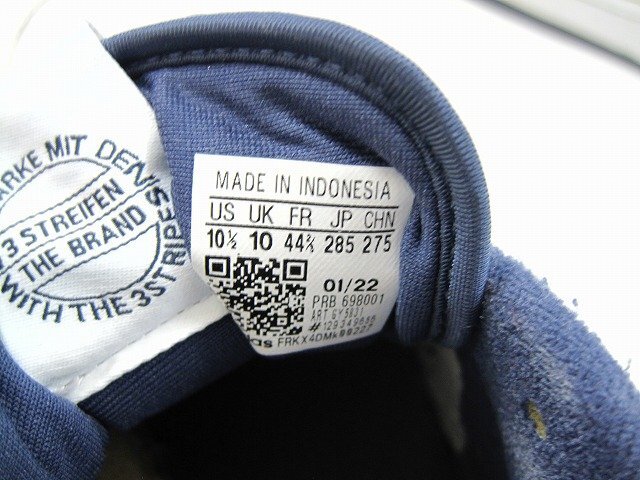 MARKE MIT DEN
3 STREIFEN
THE BRAND
WITH THE 3 STRIPES
MADE IN INDONESIA
US UK FR JP CHN
10½ 10 44⅔ 285 275
01/22
PRB 698001
FRKX4DMk